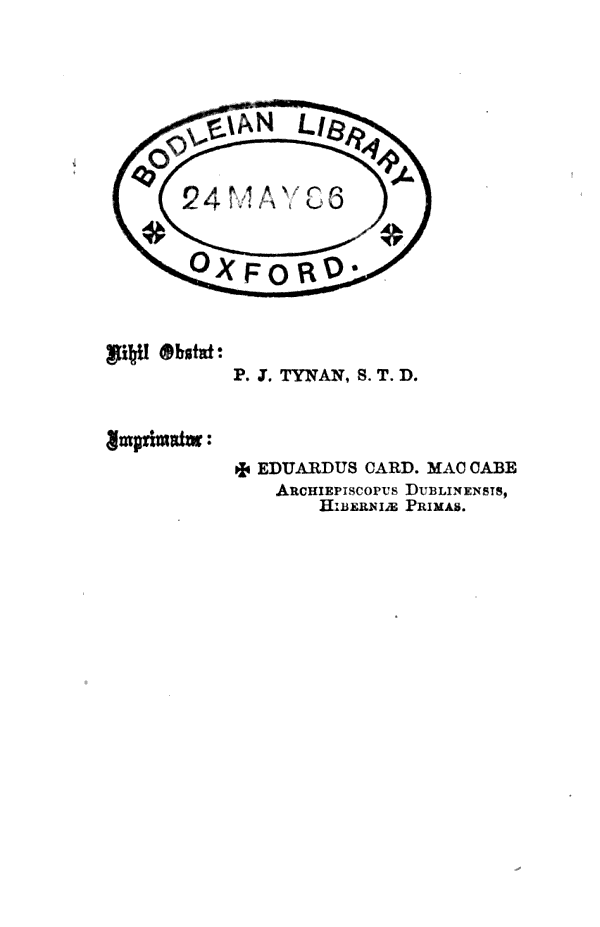 BODLEIAN LIBRARY
24 MAY 86
OXFORD.
Nihil Obstat:
P. J. TYNAN, S. T. D.
Imprimatur:
✠ EDUARDUS CARD. MAC CABE
ARCHIEPISCOPUS DUBLINENSIS,
HIBERNIÆ PRIMAS.